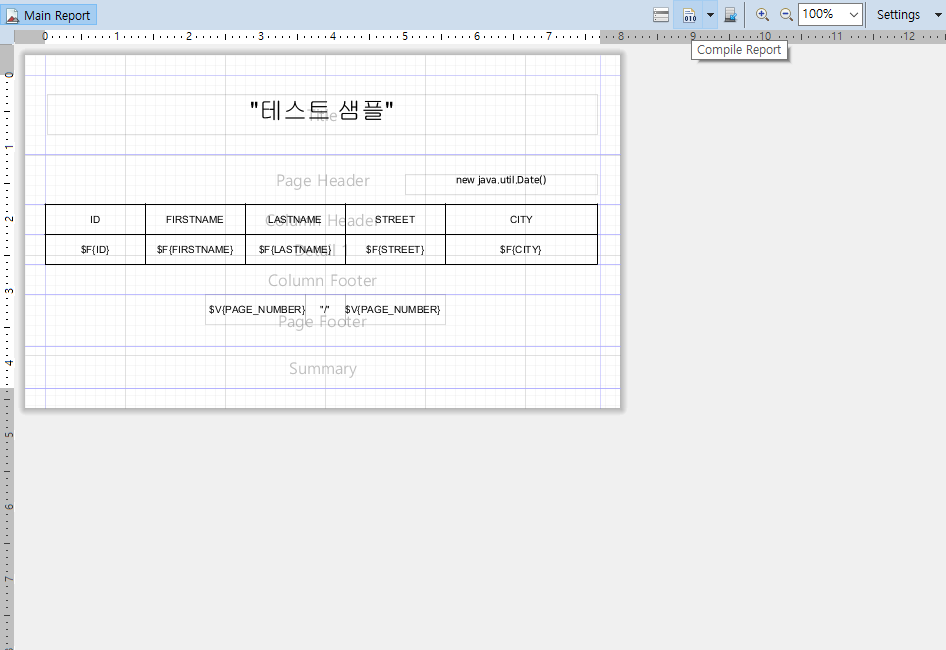 Main Report
010
100%
Settings
0 1 2 3 4 5 6 7 8 9 10 11 12
Compile Report
0
1
2
3
4
5
6
7
"테스트 샘플"
Title
Page Header
new java.util.Date()
ID FIRSTNAME LASTNAME STREET CITY
Column Header
$F{ID} $F{FIRSTNAME} $F{LASTNAME} $F{STREET} $F{CITY}
Column Footer
$V{PAGE_NUMBER} "/" $V{PAGE_NUMBER}
Page Footer
Summary